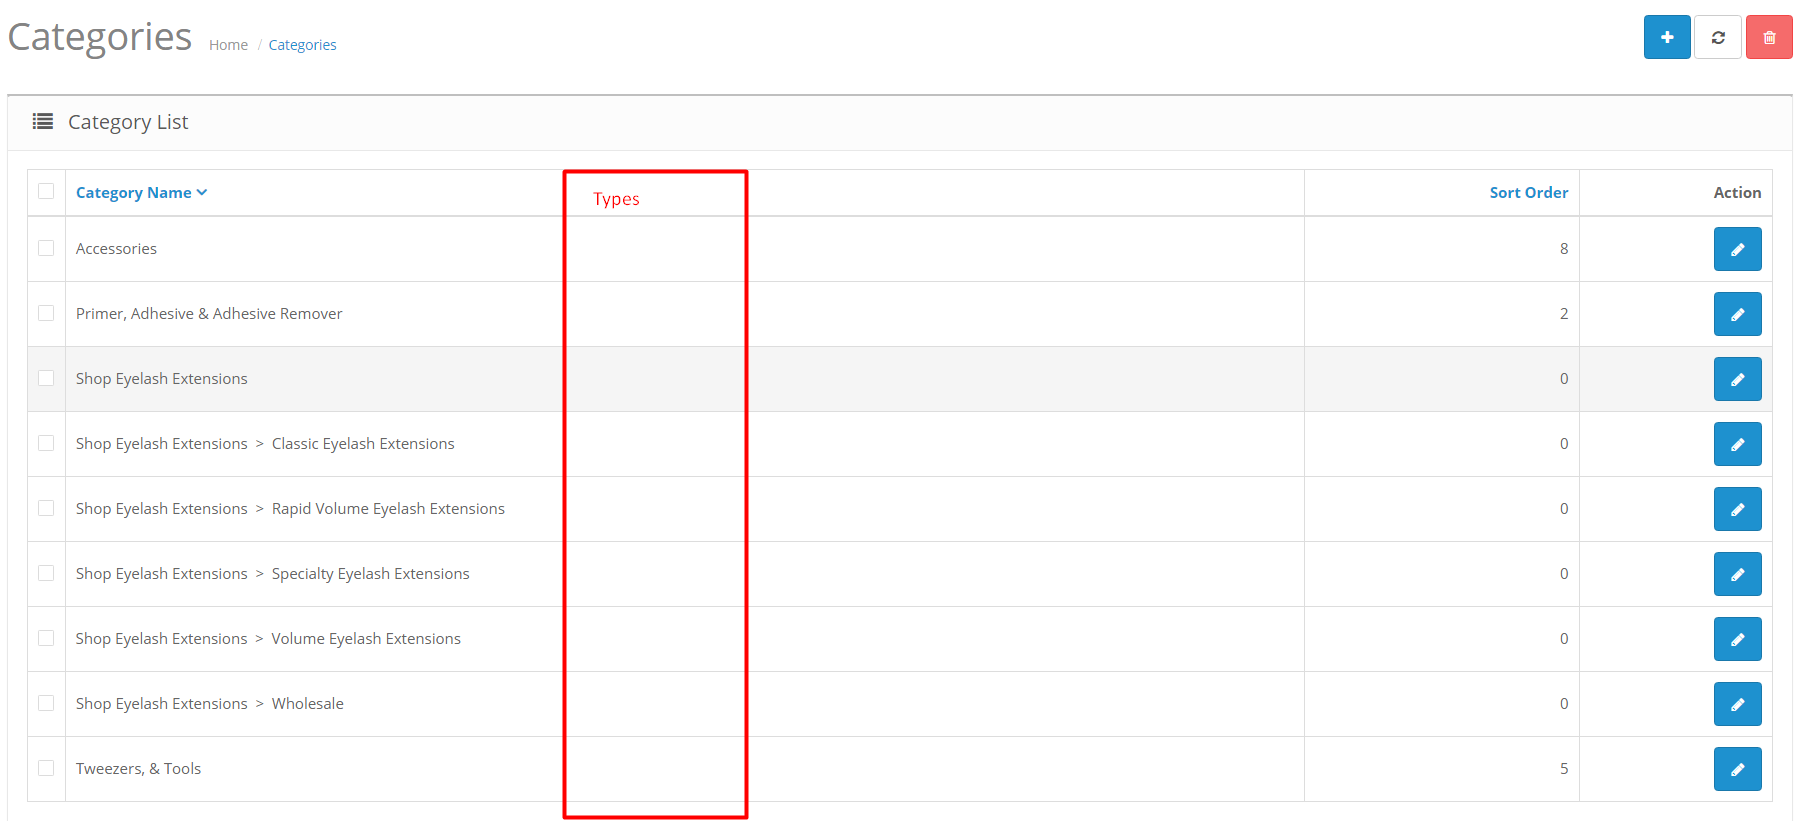 Categories Home / Categories
Category List
Category Name Types Sort Order Action
Accessories 8
Primer, Adhesive & Adhesive Remover 2
Shop Eyelash Extensions 0
Shop Eyelash Extensions > Classic Eyelash Extensions 0
Shop Eyelash Extensions > Rapid Volume Eyelash Extensions 0
Shop Eyelash Extensions > Specialty Eyelash Extensions 0
Shop Eyelash Extensions > Volume Eyelash Extensions 0
Shop Eyelash Extensions > Wholesale 0
Tweezers, & Tools 5